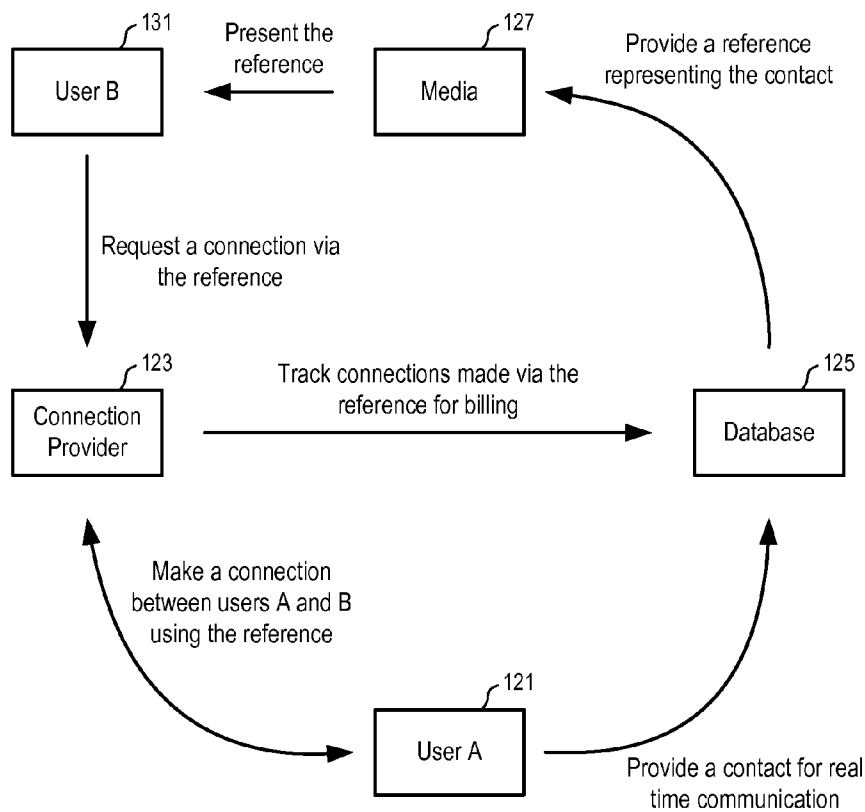 131
User B
Present the
reference
127
Media
Provide a reference
representing the contact
Request a connection via
the reference
123
Connection
Provider
Track connections made via the
reference for billing
125
Database
Make a connection
between users A and B
using the reference
121
User A
Provide a contact for real
time communication